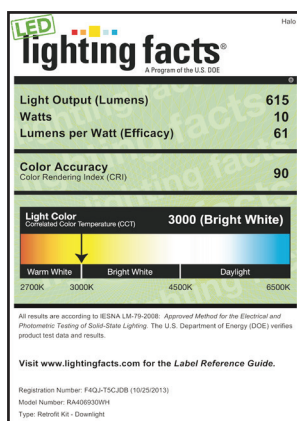 Halo
LED
lighting facts®
A Program of the U.S. DOE
Light Output (Lumens) 615
Watts 10
Lumens per Watt (Efficacy) 61
Color Accuracy 90
Color Rendering Index (CRI)
Light Color 3000 (Bright White)
Correlated Color Temperature (CCT)
Warm White Bright White Daylight
2700K 3000K 4500K 6500K
All results are according to IESNA LM-79-2008: Approved Method for the Electrical and
Photometric Testing of Solid-State Lighting. The U.S. Department of Energy (DOE) verifies
product test data and results.
Visit www.lightingfacts.com for the Label Reference Guide.
Registration Number: F4QJ-T5CJDB (10/25/2013)
Model Number: RA406930WH
Type: Retrofit Kit - Downlight